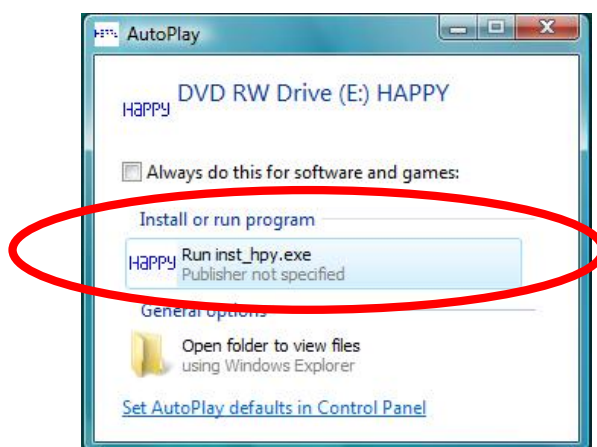 AutoPlay
DVD RW Drive (E:) HAPPY
HAPPY
Always do this for software and games:
Install or run program
HAPPY Run inst_hpy.exe
Publisher not specified
General options
Open folder to view files
using Windows Explorer
Set AutoPlay defaults in Control Panel